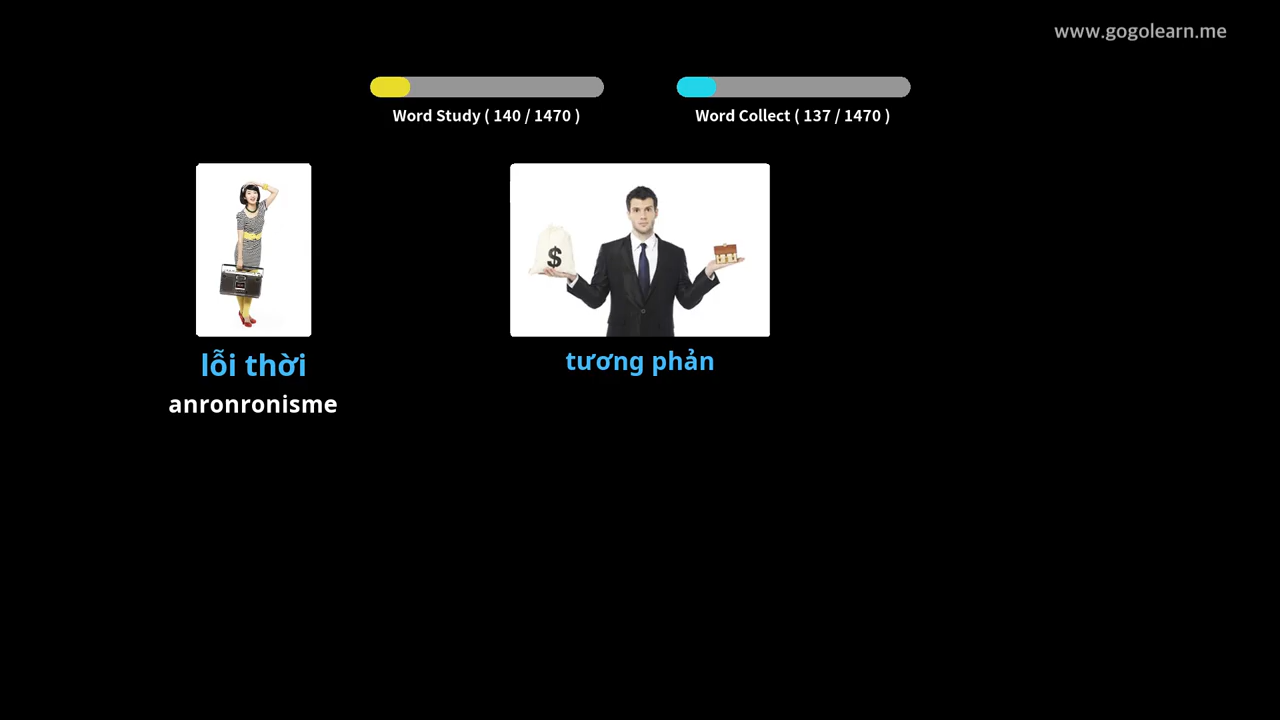 www.gogolearn.me
Word Study ( 140 / 1470 )
Word Collect ( 137 / 1470 )
$
lỗi thời
anronronisme
tương phản